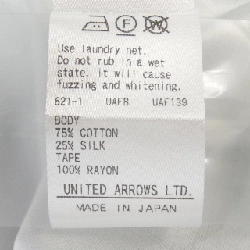 Use laundry net.
Do not rub in a wet
state. it will cause
fuzzing and whitening.
621-1 UAFB UAF139
BODY
75% COTTON
25% SILK
TAPE
100% RAYON
UNITED ARROWS LTD.
MADE IN JAPAN